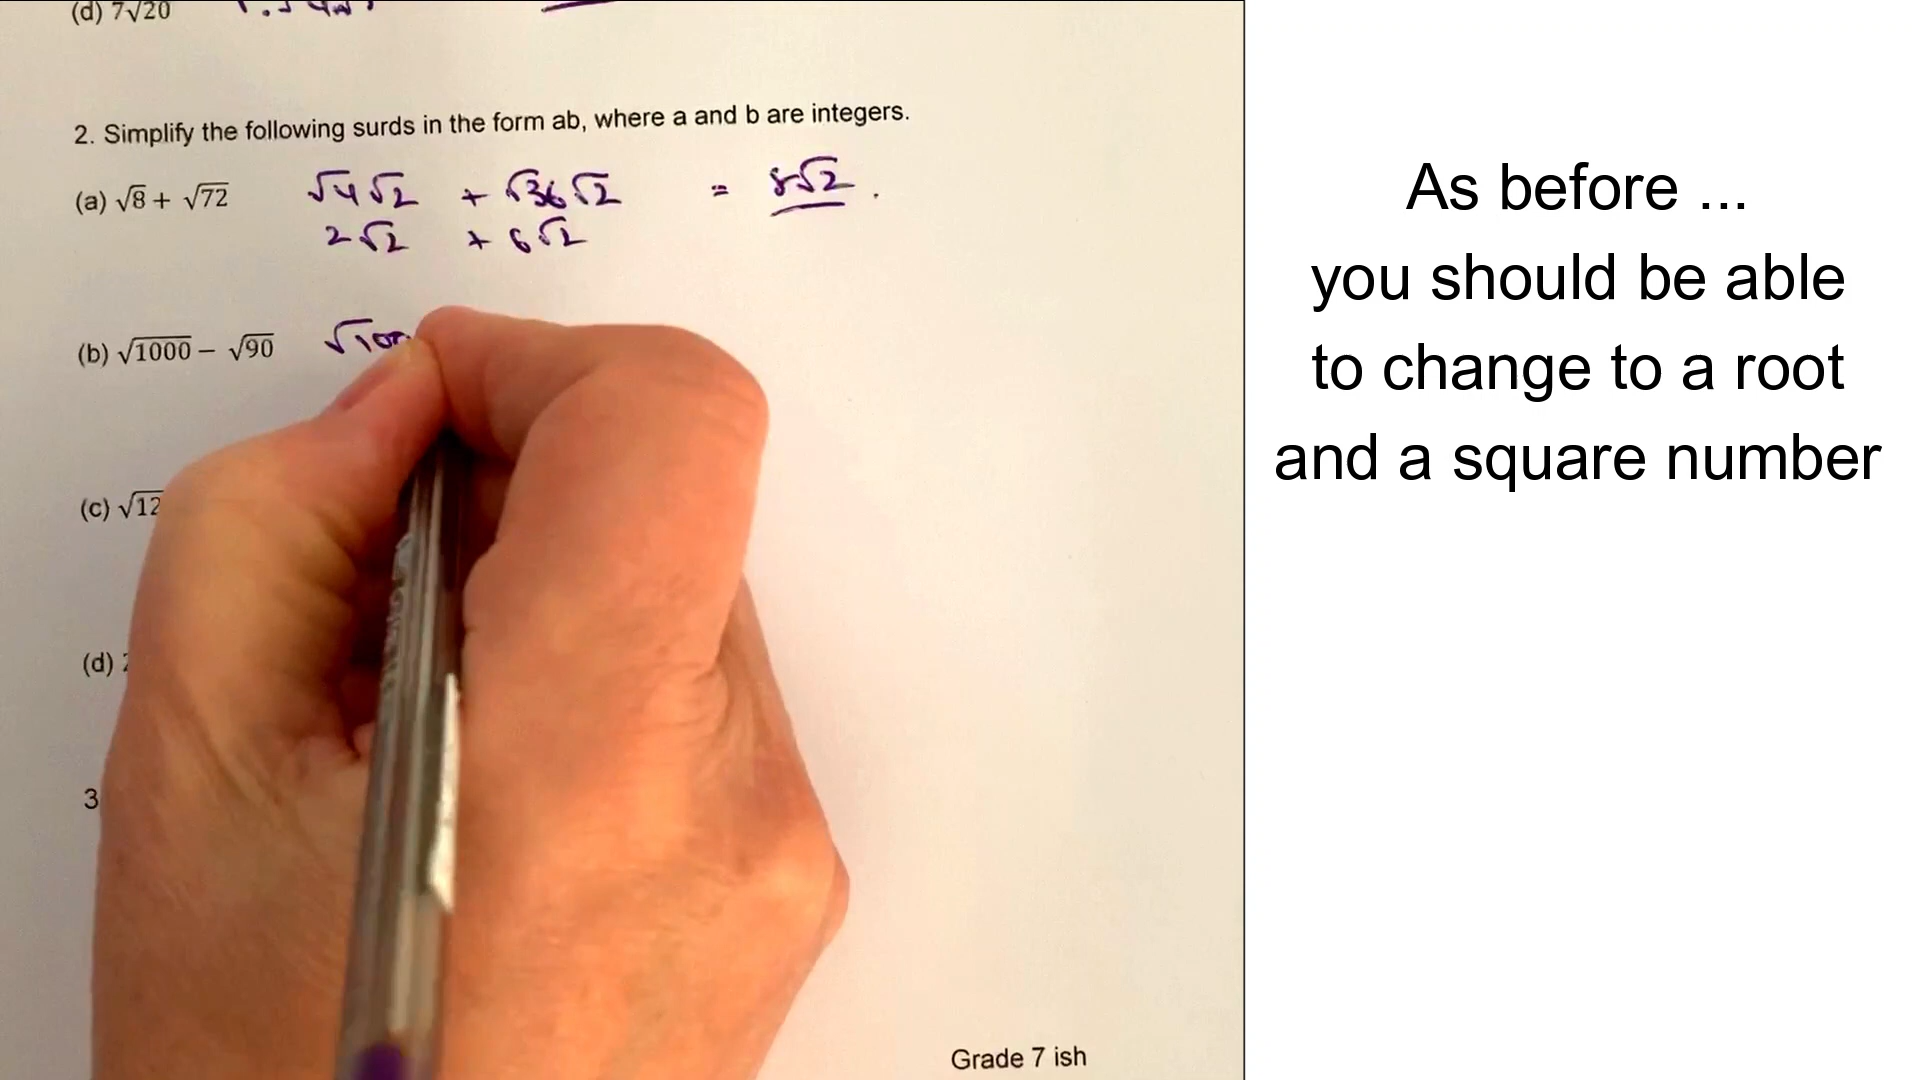 (d) 7√20
2. Simplify the following surds in the form ab, where a and b are integers.
(a) √8 + √72 √4√2 + √36√2 = 8√2.
2√2 + 6√2
(b) √1000 − √90 √100
(c) √12
(d)
3
Grade 7 ish
As before ...
you should be able
to change to a root
and a square number